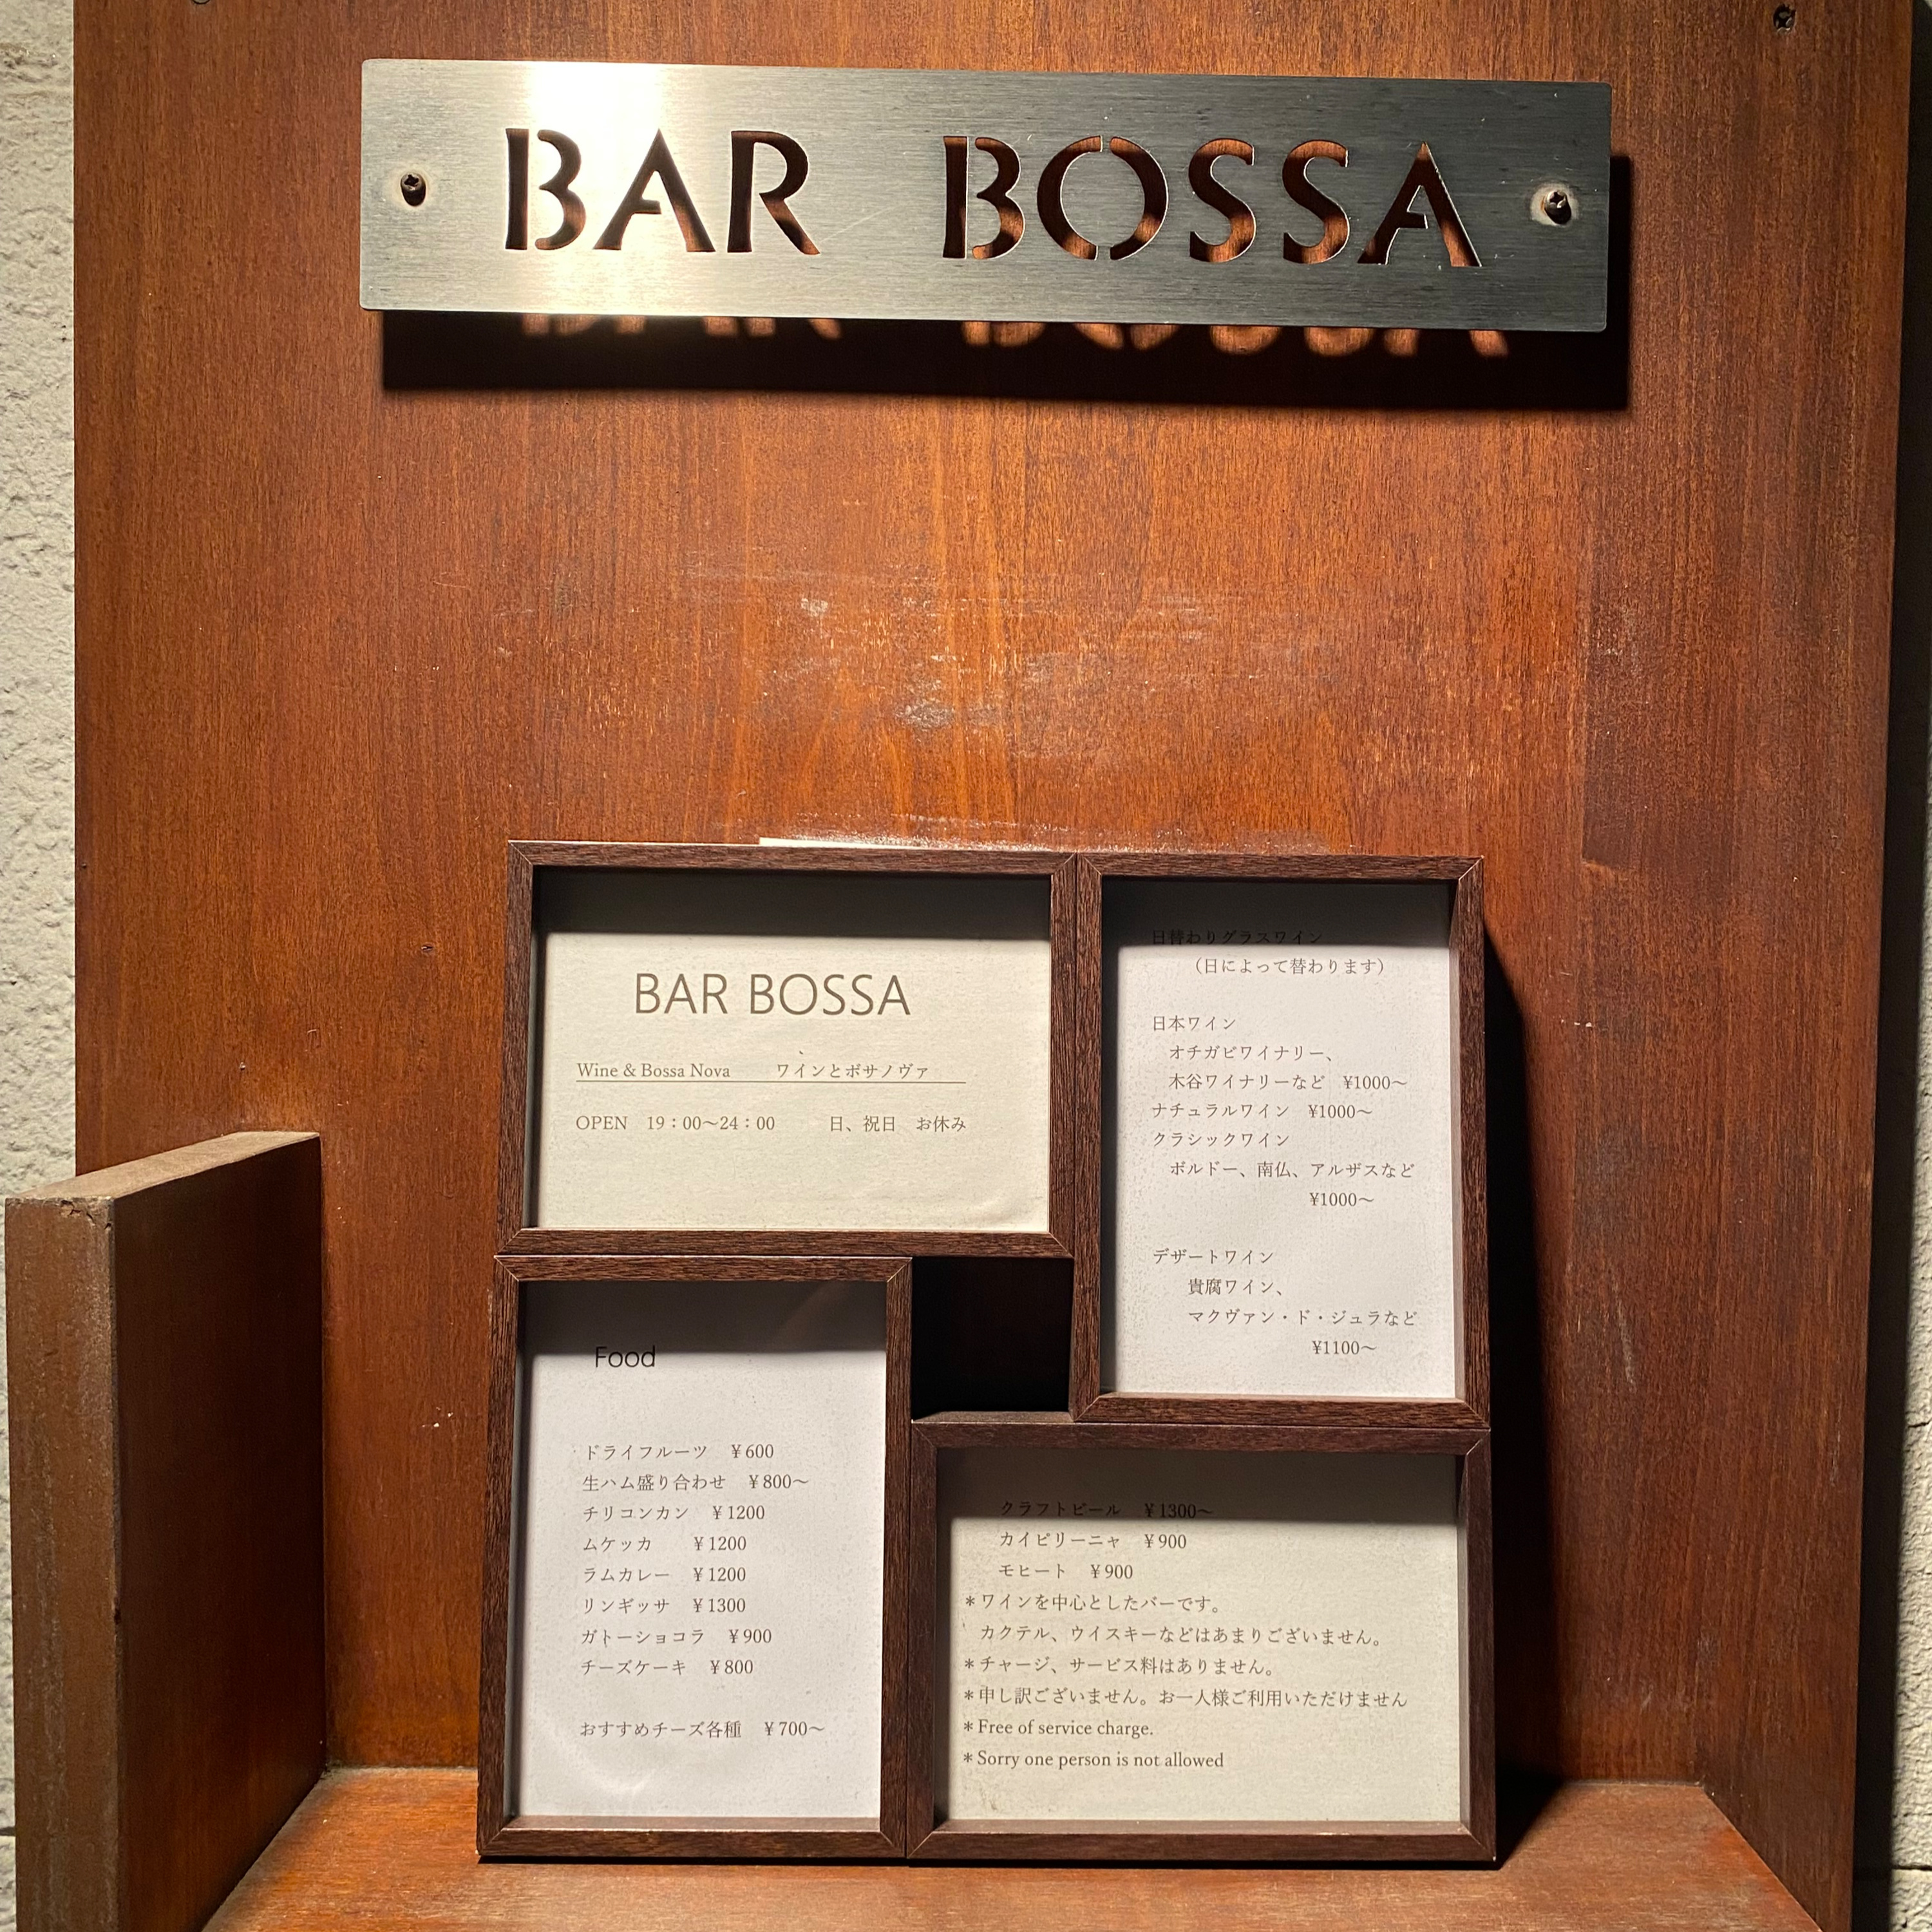 BAR BOSSA
BAR BOSSA
Wine & Bossa Nova ワインとボサノヴァ
OPEN 19：00～24：00 日、祝日 お休み
日替わりグラスワイン
（日によって替わります）
日本ワイン
オチガビワイナリー、
木谷ワイナリーなど ¥1000～
ナチュラルワイン ¥1000～
クラシックワイン
ボルドー、南仏、アルザスなど
¥1000～
デザートワイン
貴腐ワイン、
マクヴァン・ド・ジュラなど
¥1100～
Food
ドライフルーツ ￥600
生ハム盛り合わせ ￥800～
チリコンカン ￥1200
ムケッカ ￥1200
ラムカレー ￥1200
リンギッサ ￥1300
ガトーショコラ ￥900
チーズケーキ ￥800
おすすめチーズ各種 ￥700～
クラフトビール ￥1300～
カイピリーニャ ￥900
モヒート ￥900
＊ワインを中心としたバーです。
カクテル、ウイスキーなどはあまりございません。
＊チャージ、サービス料はありません。
＊申し訳ございません。お一人様ご利用いただけません
＊Free of service charge.
＊Sorry one person is not allowed